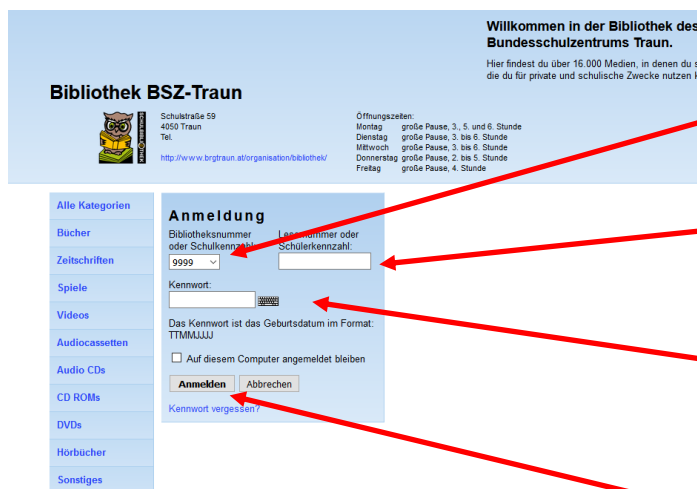 Willkommen in der Bibliothek des
Bundesschulzentrums Traun.
Hier findest du über 16.000 Medien, in denen du
die du für private und schulische Zwecke nutzen
Bibliothek BSZ-Traun
SCHULBIBLIOTHEK
Schulstraße 59
4050 Traun
Tel.
http://www.brgtraun.at/organisation/bibliothek/
Öffnungszeiten:
Montag große Pause, 3., 5. und 6. Stunde
Dienstag große Pause, 3. bis 6. Stunde
Mittwoch große Pause, 3. bis 6. Stunde
Donnerstag große Pause, 2. bis 5. Stunde
Freitag große Pause, 4. Stunde
Alle Kategorien
Bücher
Zeitschriften
Spiele
Videos
Audiocassetten
Audio CDs
CD ROMs
DVDs
Hörbücher
Sonstiges
Anmeldung
Bibliotheksnummer
oder Schulkennzahl:
Lesernummer oder
Schülerkennzahl:
9999
Kennwort:
Das Kennwort ist das Geburtsdatum im Format:
TTMMJJJJ
Auf diesem Computer angemeldet bleiben
Anmelden
Abbrechen
Kennwort vergessen?